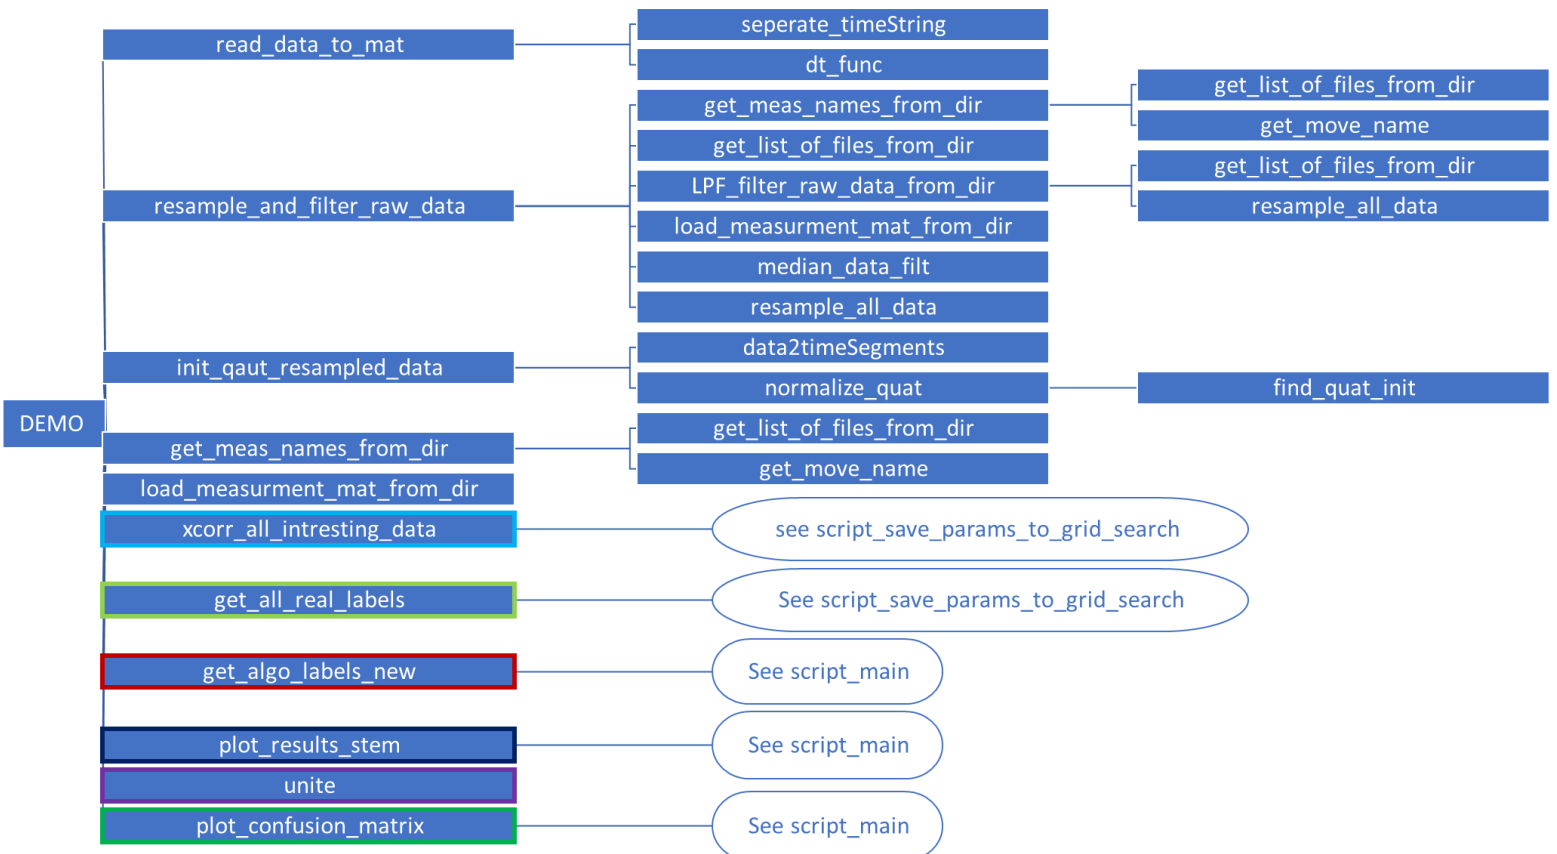 DEMO
read_data_to_mat
seperate_timeString
dt_func
resample_and_filter_raw_data
get_meas_names_from_dir
get_list_of_files_from_dir
get_move_name
get_list_of_files_from_dir
LPF_filter_raw_data_from_dir
get_list_of_files_from_dir
resample_all_data
load_measurment_mat_from_dir
median_data_filt
resample_all_data
init_qaut_resampled_data
data2timeSegments
normalize_quat
find_quat_init
get_meas_names_from_dir
get_list_of_files_from_dir
get_move_name
load_measurment_mat_from_dir
xcorr_all_intresting_data
see script_save_params_to_grid_search
get_all_real_labels
See script_save_params_to_grid_search
get_algo_labels_new
See script_main
plot_results_stem
See script_main
unite
plot_confusion_matrix
See script_main